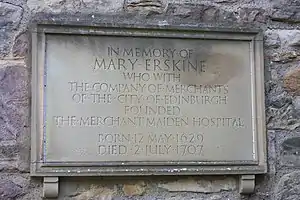 IN MEMORY OF
MARY ERSKINE
WHO WITH
THE COMPANY OF MERCHANTS
OF THE CITY OF EDINBURGH
FOUNDED
THE MERCHANT MAIDEN HOSPITAL
BORN 17 MAY 1629
DIED 2 JULY 1707